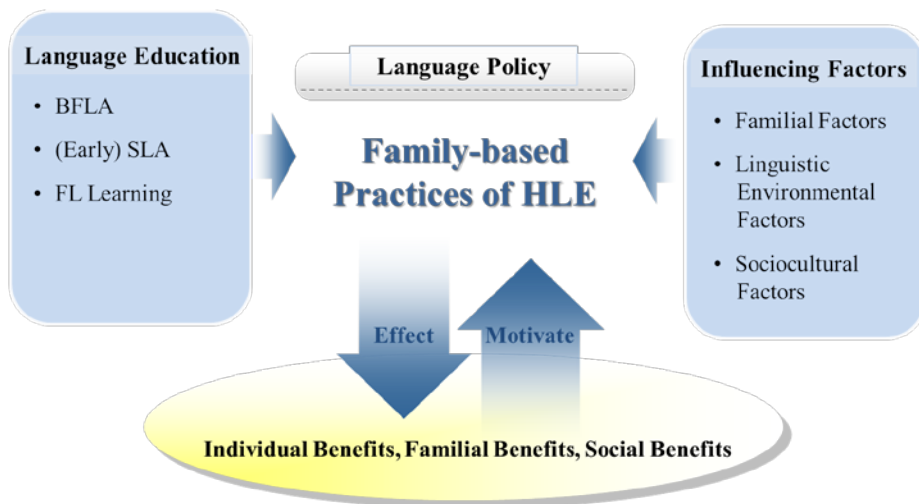 Language Education
• BFLA
• (Early) SLA
• FL Learning
Language Policy
Family-based
Practices of HLE
Influencing Factors
• Familial Factors
• Linguistic
Environmental
Factors
• Sociocultural
Factors
Effect
Motivate
Individual Benefits, Familial Benefits, Social Benefits